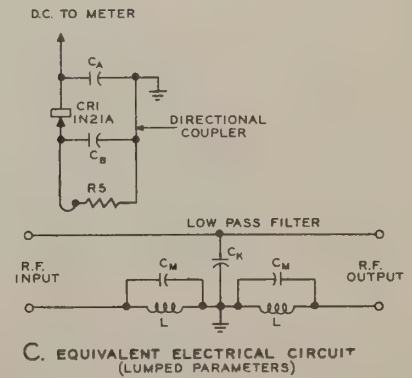 D.C. TO METER
CA
CR1
1N21A
DIRECTIONAL
COUPLER
CB
R5
LOW PASS FILTER
CK
R.F.
INPUT
CM
CM
R.F.
OUTPUT
L
L
C. EQUIVALENT ELECTRICAL CIRCUIT
(LUMPED PARAMETERS)